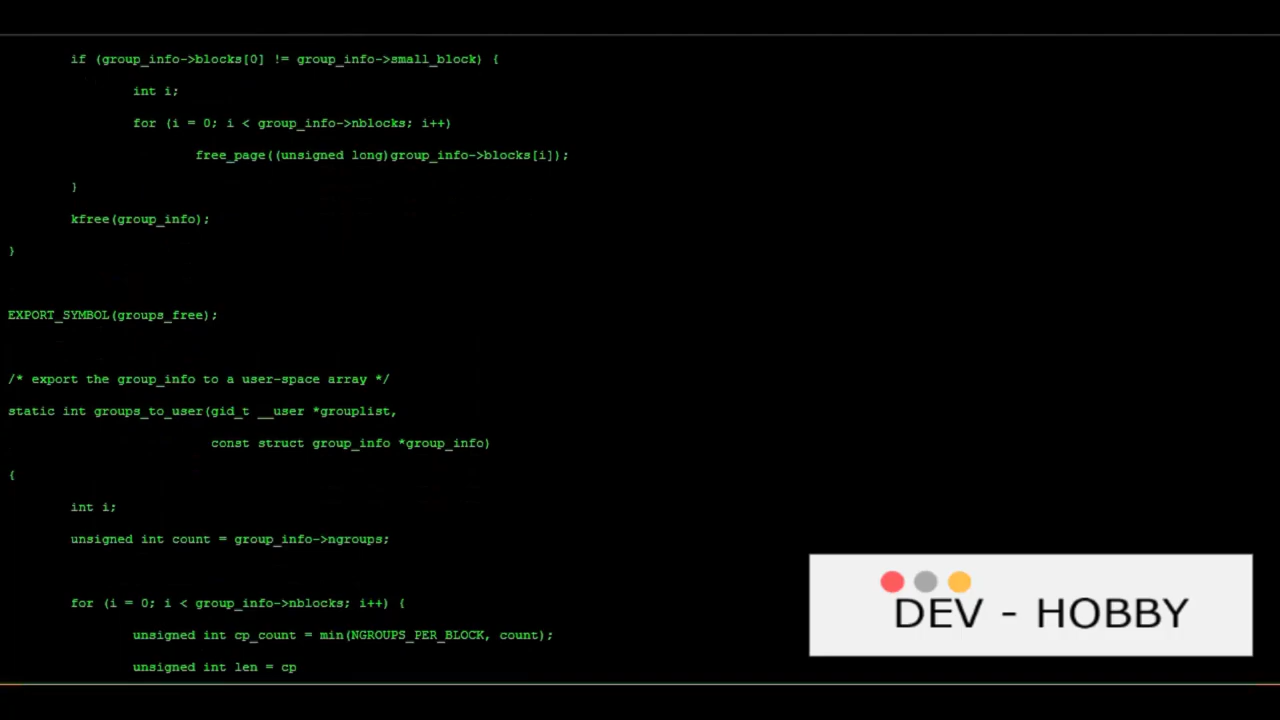 if (group_info->blocks[0] != group_info->small_block) {
int i;
for (i = 0; i < group_info->nblocks; i++)
free_page((unsigned long)group_info->blocks[i]);
}
kfree(group_info);
}
EXPORT_SYMBOL(groups_free);
/* export the group_info to a user-space array */
static int groups_to_user(gid_t __user *grouplist,
const struct group_info *group_info)
{
int i;
unsigned int count = group_info->ngroups;
for (i = 0; i < group_info->nblocks; i++) {
unsigned int cp_count = min(NGROUPS_PER_BLOCK, count);
unsigned int len = cp
DEV - HOBBY